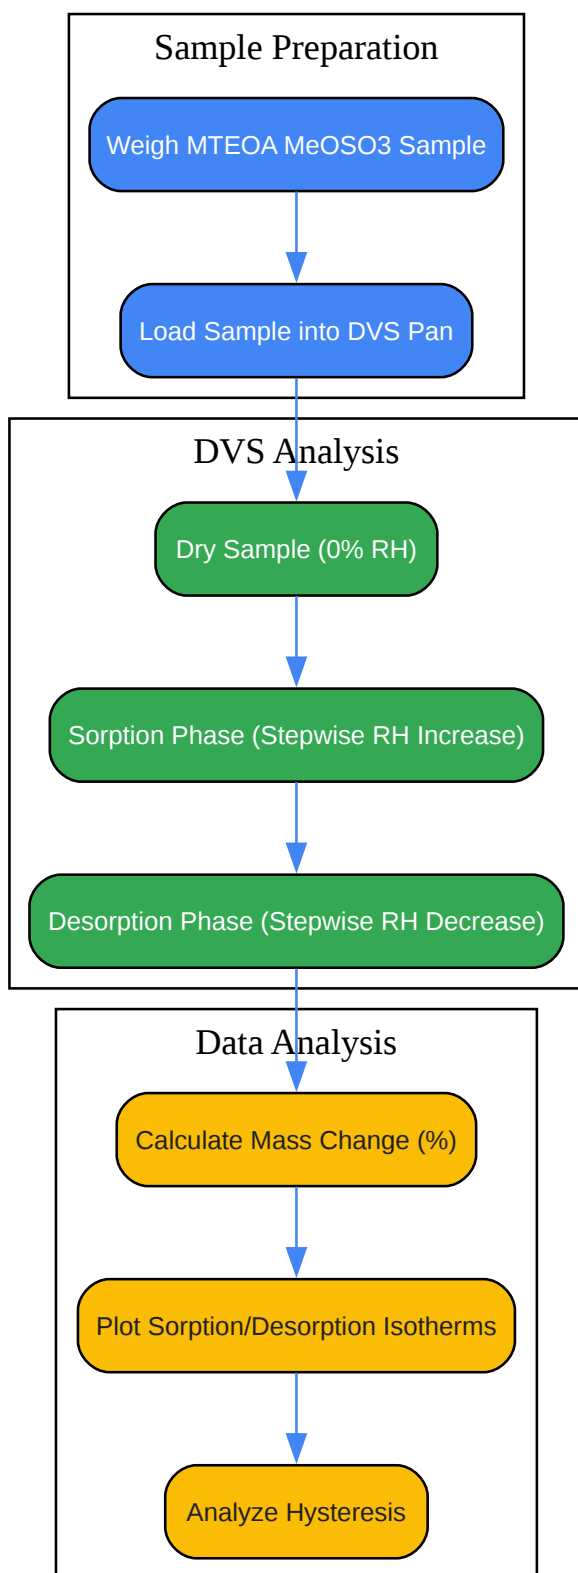 Sample Preparation
Weigh MTEOA MeOSO3 Sample
Load Sample into DVS Pan
DVS Analysis
Dry Sample (0% RH)
Sorption Phase (Stepwise RH Increase)
Desorption Phase (Stepwise RH Decrease)
Data Analysis
Calculate Mass Change (%)
Plot Sorption/Desorption Isotherms
Analyze Hysteresis